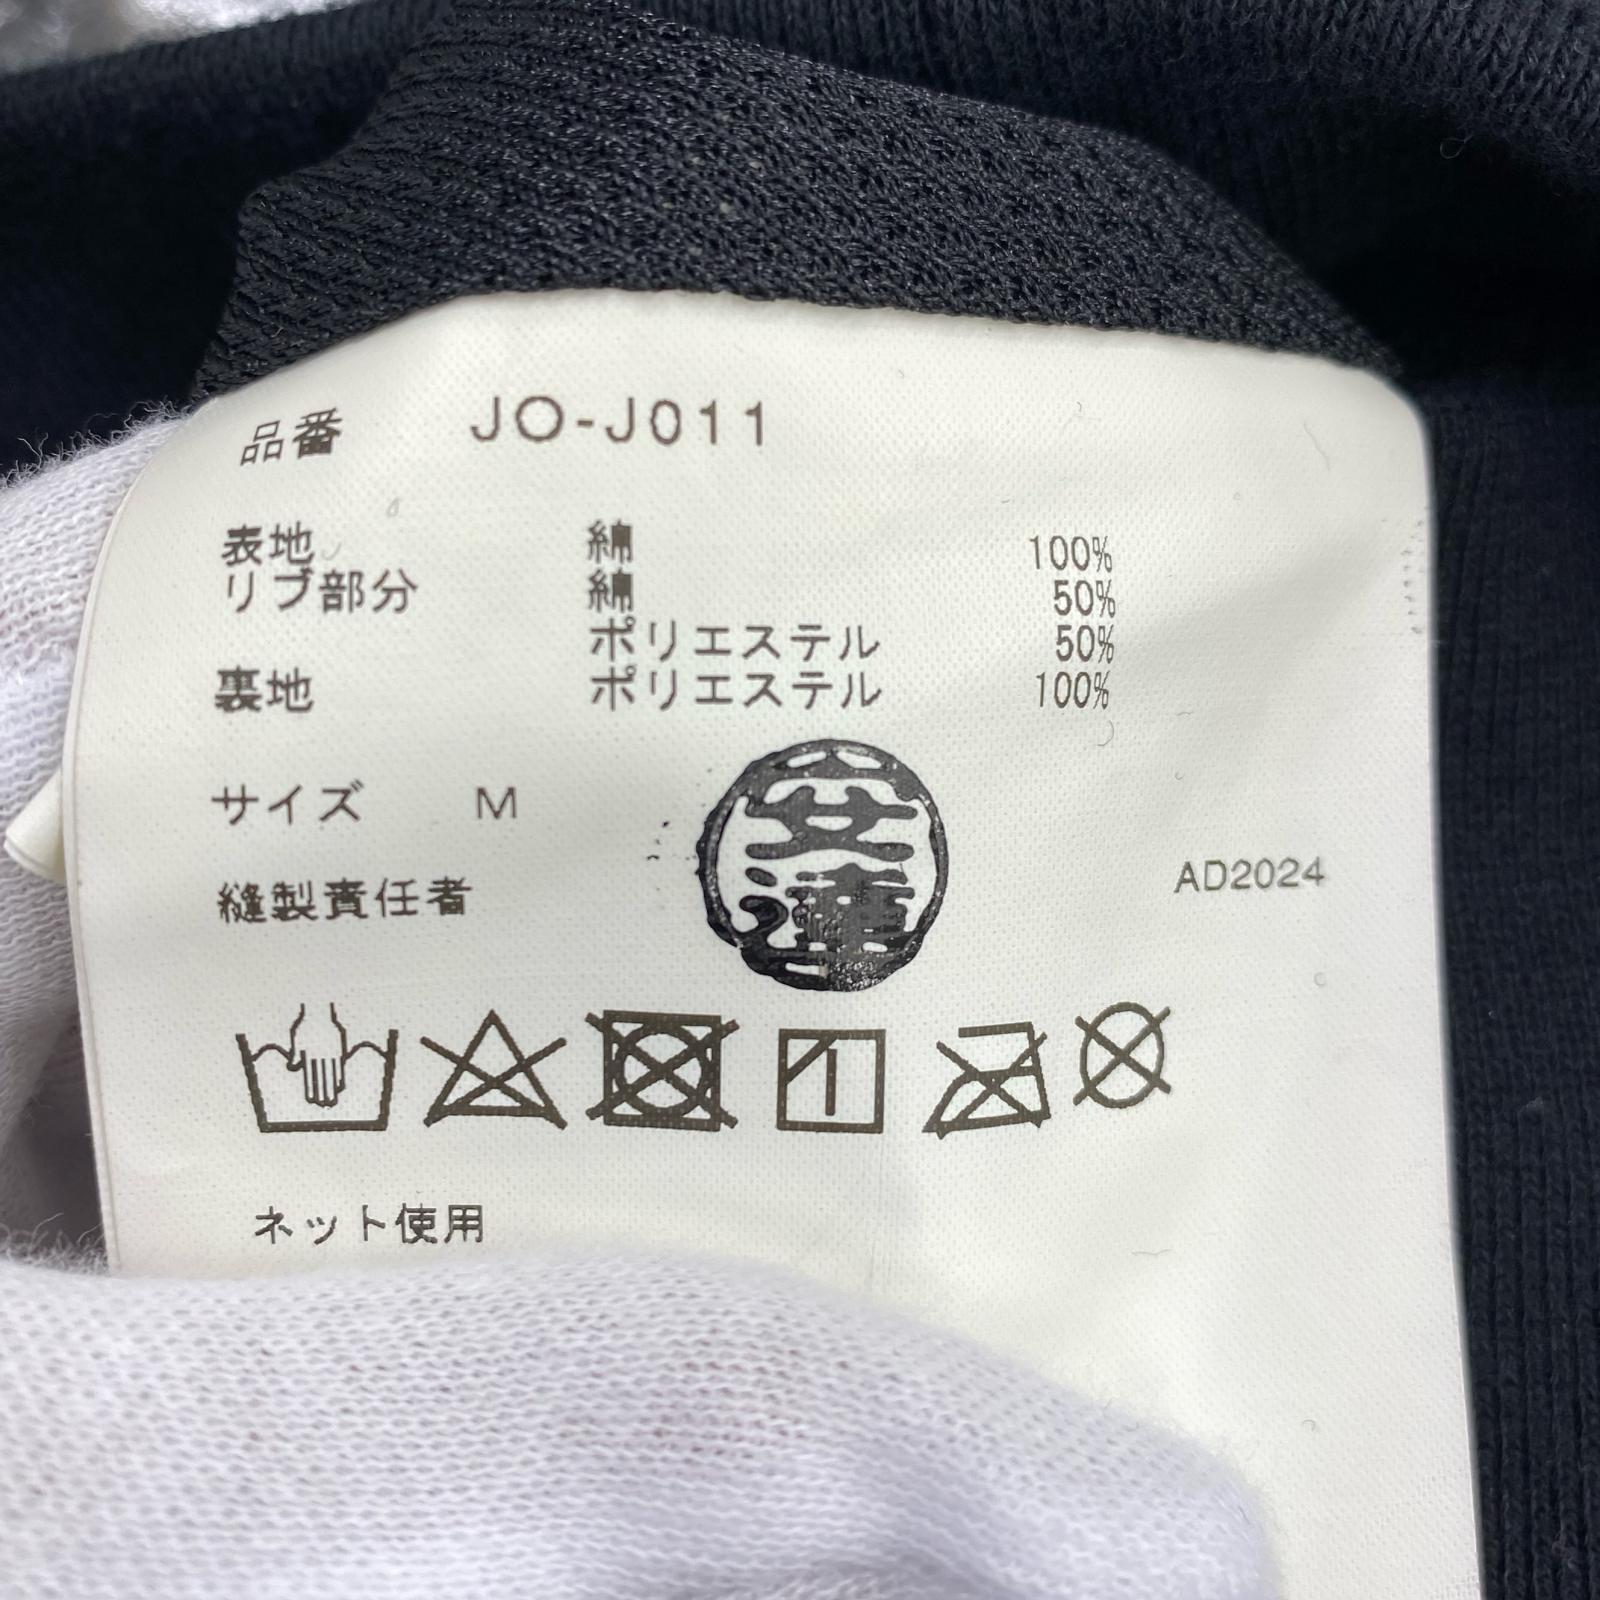 品番 JO-J011
表地 綿 100%
リブ部分 綿 50%
ポリエステル 50%
裏地 ポリエステル 100%
サイズ M
縫製責任者
AD2024
ネット使用